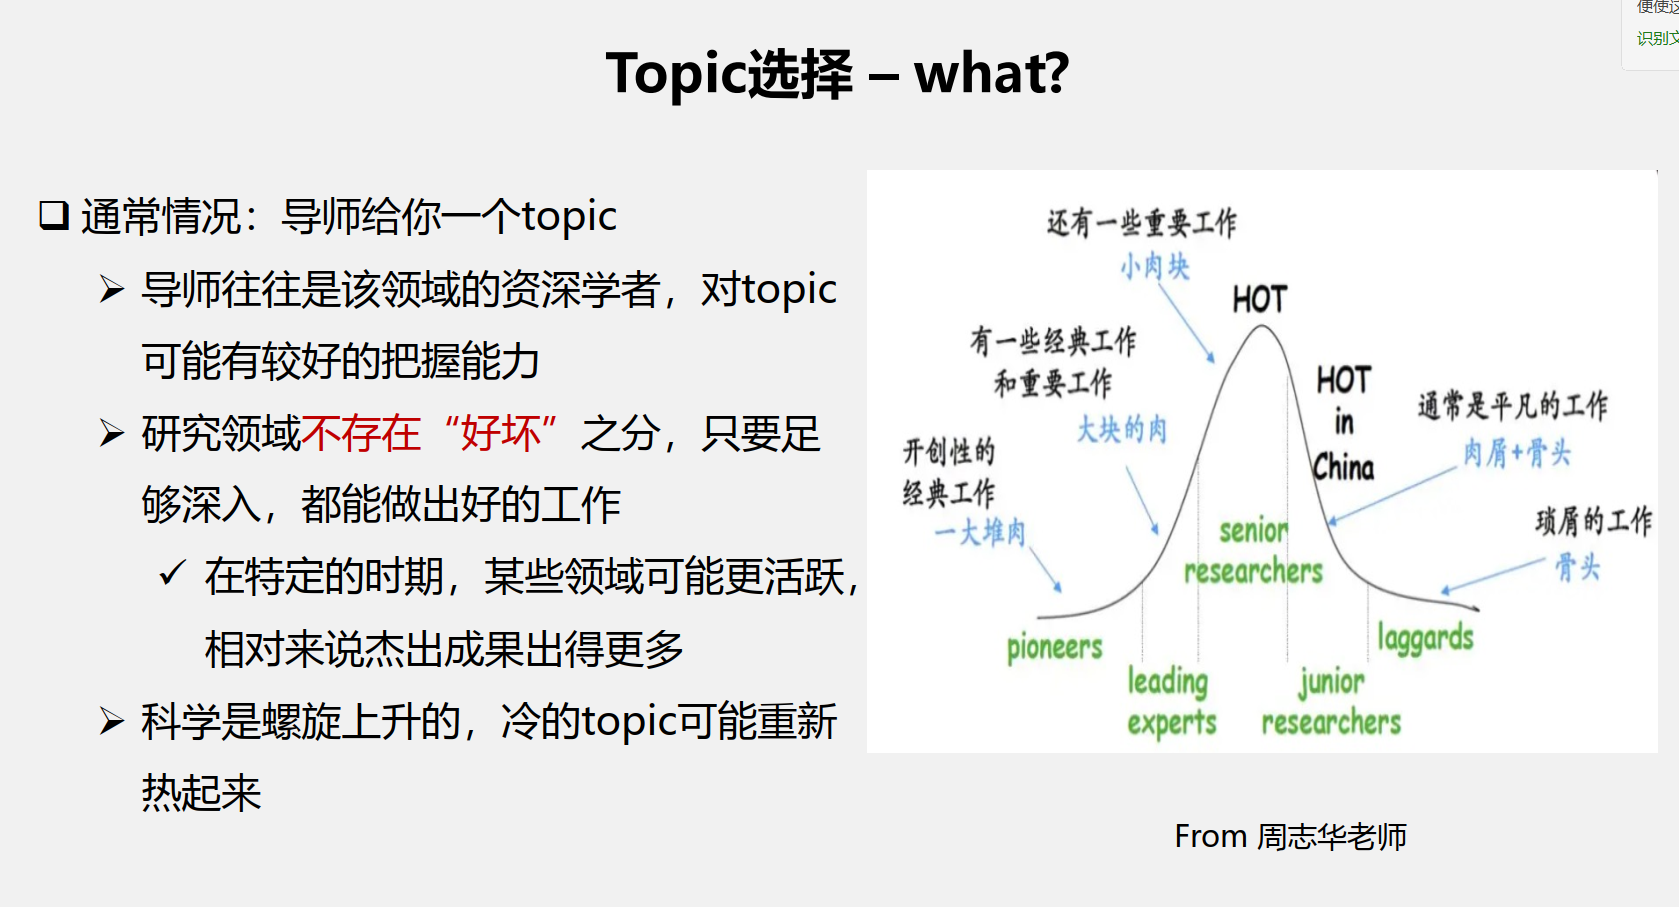 Topic选择 – what?
通常情况：导师给你一个topic
导师往往是该领域的资深学者，对topic
可能有较好的把握能力
研究领域不存在“好坏”之分，只要足
够深入，都能做出好的工作
在特定的时期，某些领域可能更活跃，
相对来说杰出成果出得更多
科学是螺旋上升的，冷的topic可能重新
热起来
还有一些重要工作
小肉块
HOT
有一些经典工作
和重要工作
大块的肉
开创性的
经典工作
一大堆肉
HOT
in
China
通常是平凡的工作
肉屑+骨头
琐屑的工作
骨头
senior
researchers
pioneers
leading
experts
junior
researchers
laggards
From 周志华老师
识别文